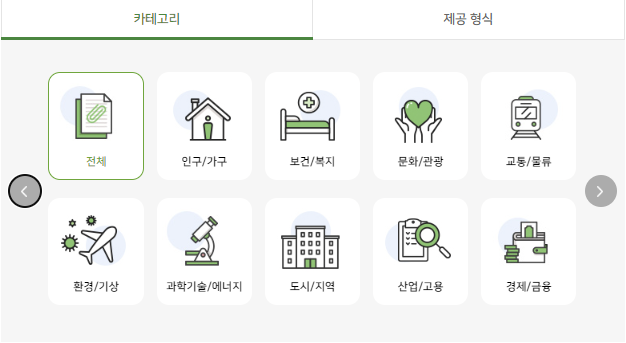 카테고리
제공 형식
전체
인구/가구
보건/복지
문화/관광
교통/물류
환경/기상
과학기술/에너지
도시/지역
산업/고용
경제/금융